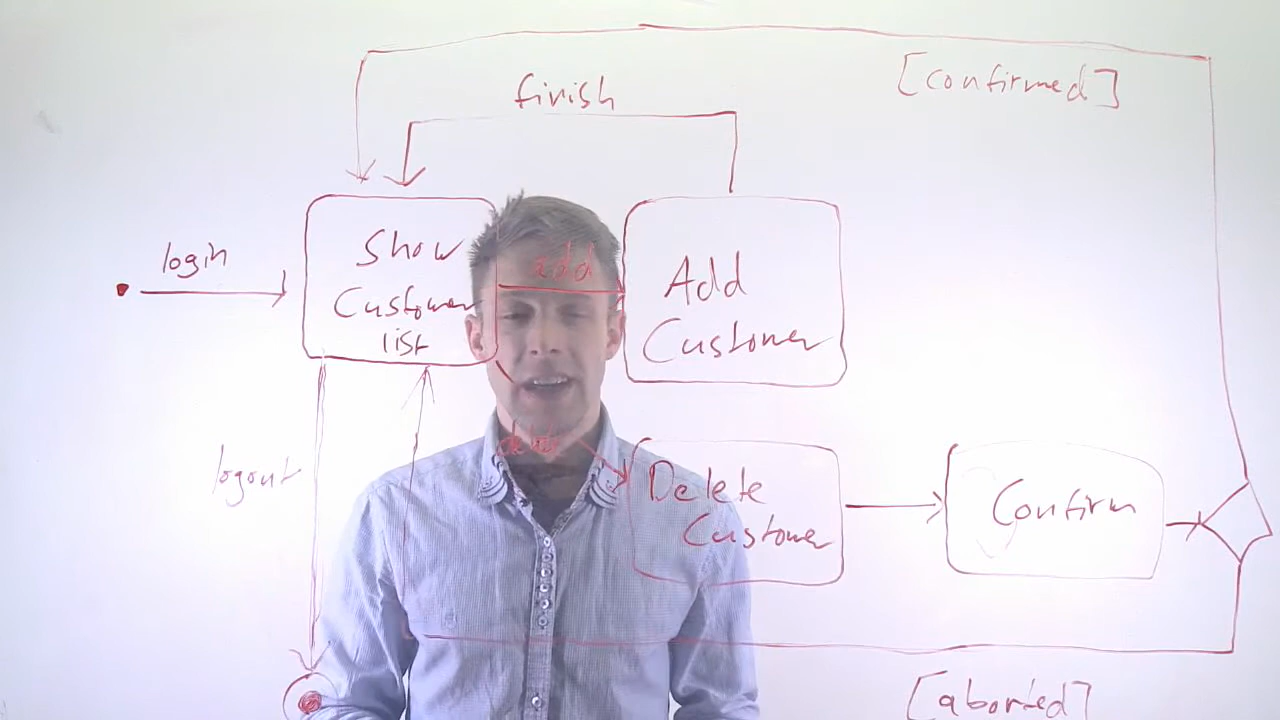 [confirmed]
finish
login
Show
Customer
list
add
Add
Customer
logout
delete
Delete
Customer
Confirm
[aborted]